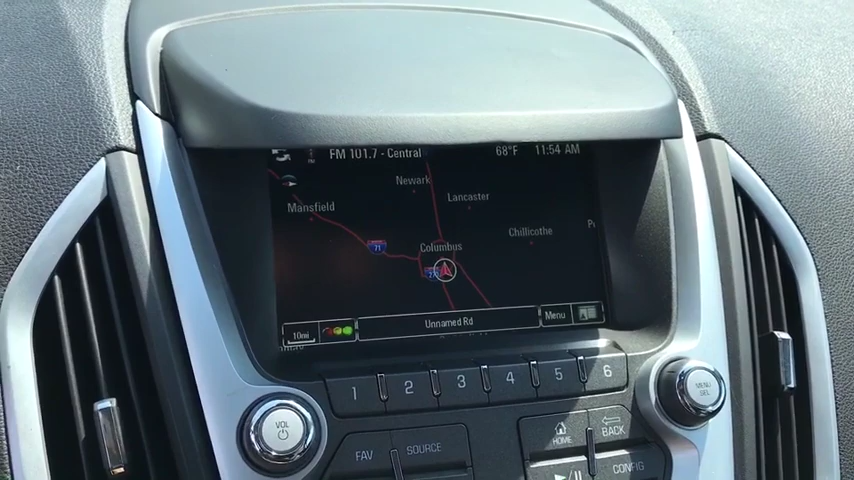 FM 101.7 - Central 68°F 11:54 AM
Newark
Mansfield
Lancaster
Chillicothe
71
Columbus
10mi
Unnamed Rd
Menu
1 2 3 4 5 6
VOL
FAV
SOURCE
HOME
BACK
CONFIG
MENU
SEL